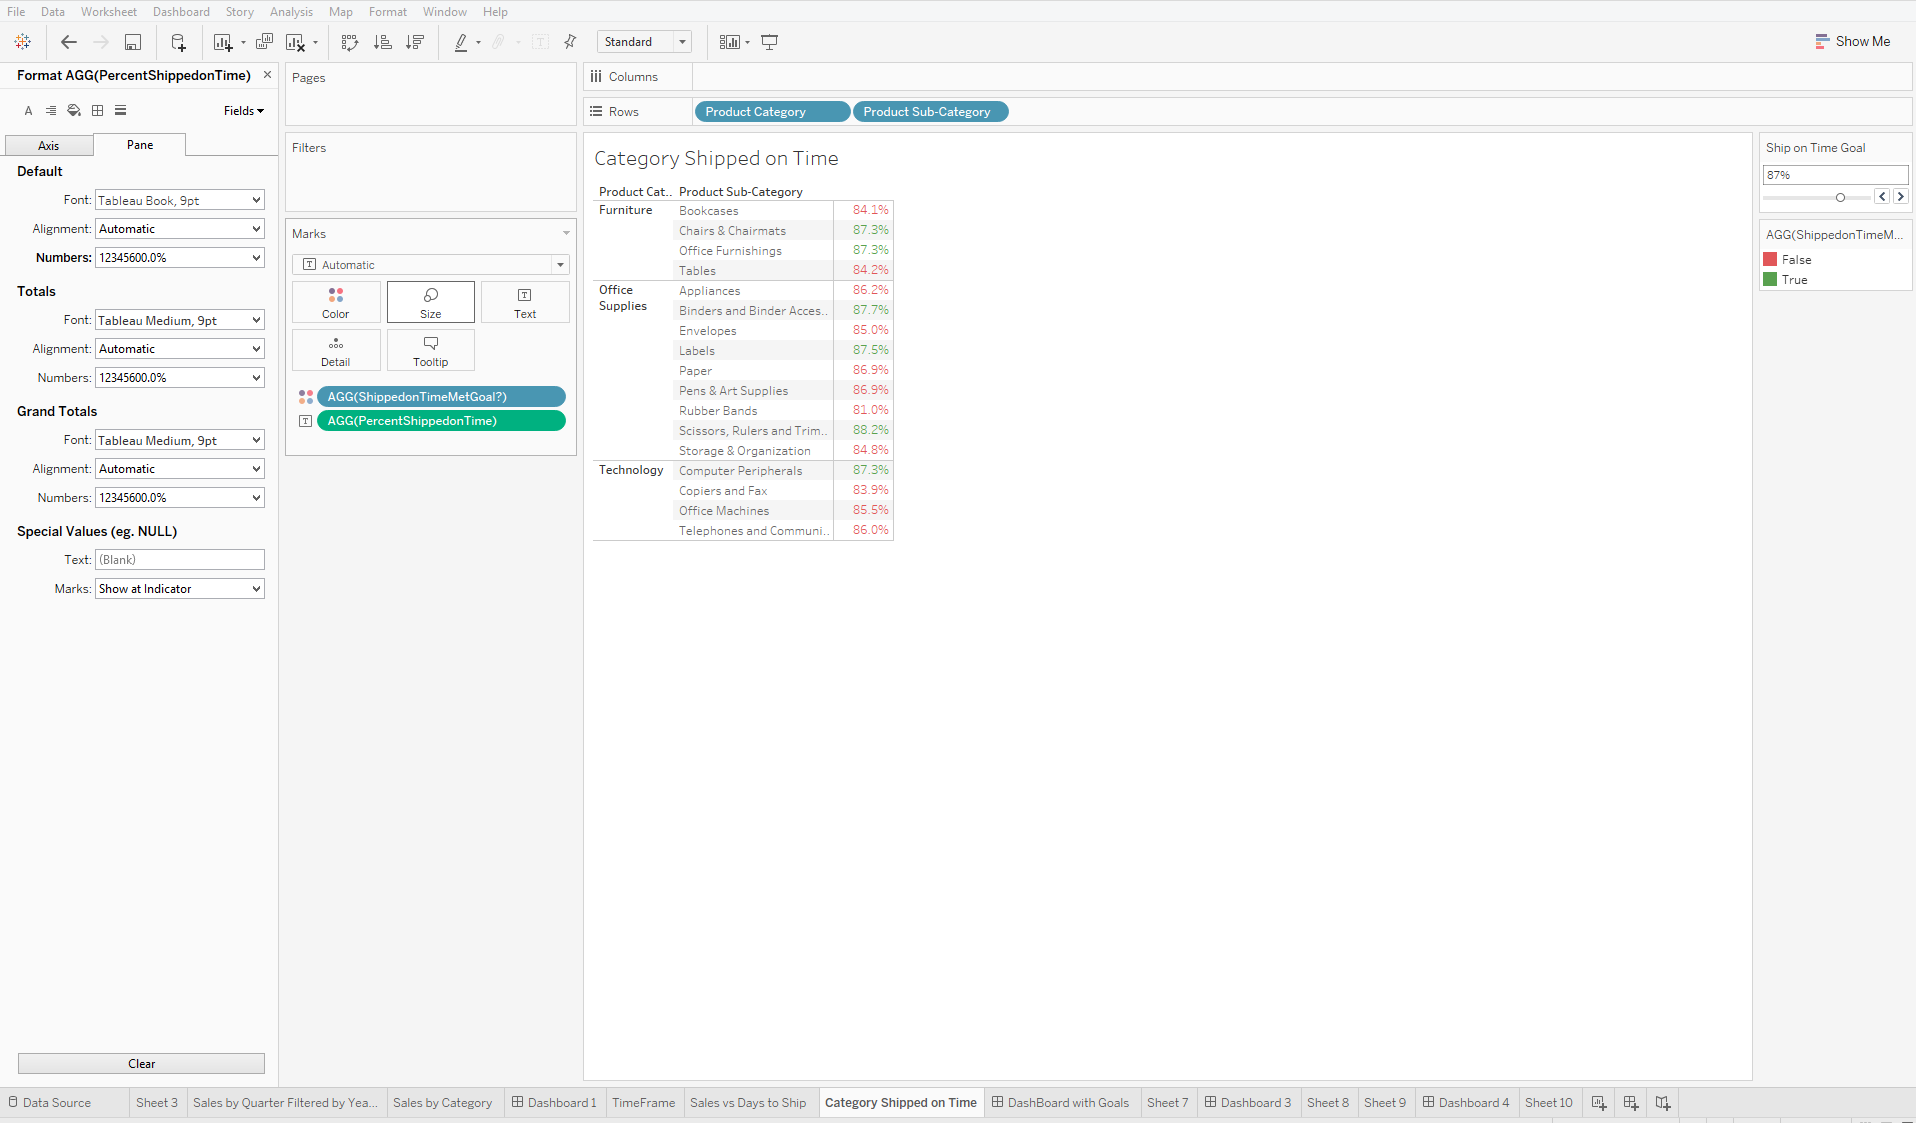 File Data Worksheet Dashboard Story Analysis Map Format Window Help
Standard
Show Me
Format AGG(PercentShippedonTime) ×
Fields
Axis Pane
Default
Font: Tableau Book, 9pt
Alignment: Automatic
Numbers: 12345600.0%
Totals
Font: Tableau Medium, 9pt
Alignment: Automatic
Numbers: 12345600.0%
Grand Totals
Font: Tableau Medium, 9pt
Alignment: Automatic
Numbers: 12345600.0%
Special Values (eg. NULL)
Text: (Blank)
Marks: Show at Indicator
Clear
Pages
Filters
Marks
Automatic
Color Size Text
Detail Tooltip
AGG(ShippedonTimeMetGoal?)
AGG(PercentShippedonTime)
Columns
Rows Product Category Product Sub-Category
Category Shipped on Time
Product Cat.. Product Sub-Category
Furniture Bookcases 84.1%
Chairs & Chairmats 87.3%
Office Furnishings 87.3%
Tables 84.2%
Office Supplies Appliances 86.2%
Binders and Binder Acces.. 87.7%
Envelopes 85.0%
Labels 87.5%
Paper 86.9%
Pens & Art Supplies 86.9%
Rubber Bands 81.0%
Scissors, Rulers and Trim.. 88.2%
Storage & Organization 84.8%
Technology Computer Peripherals 87.3%
Copiers and Fax 83.9%
Office Machines 85.5%
Telephones and Communi.. 86.0%
Ship on Time Goal
87%
AGG(ShippedonTimeM...
False
True
Data Source Sheet 3 Sales by Quarter Filtered by Yea... Sales by Category Dashboard 1 TimeFrame Sales vs Days to Ship Category Shipped on Time DashBoard with Goals Sheet 7 Dashboard 3 Sheet 8 Sheet 9 Dashboard 4 Sheet 10